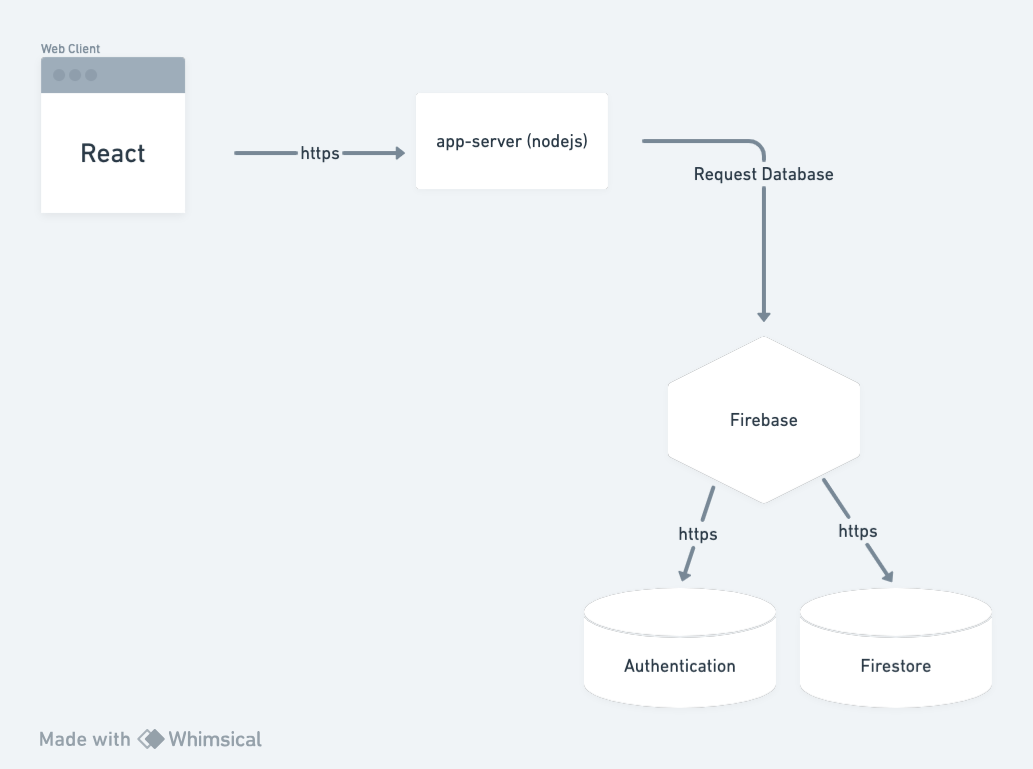 Web Client
React
https
app-server (nodejs)
Request Database
Firebase
https
https
Authentication
Firestore
Made with Whimsical